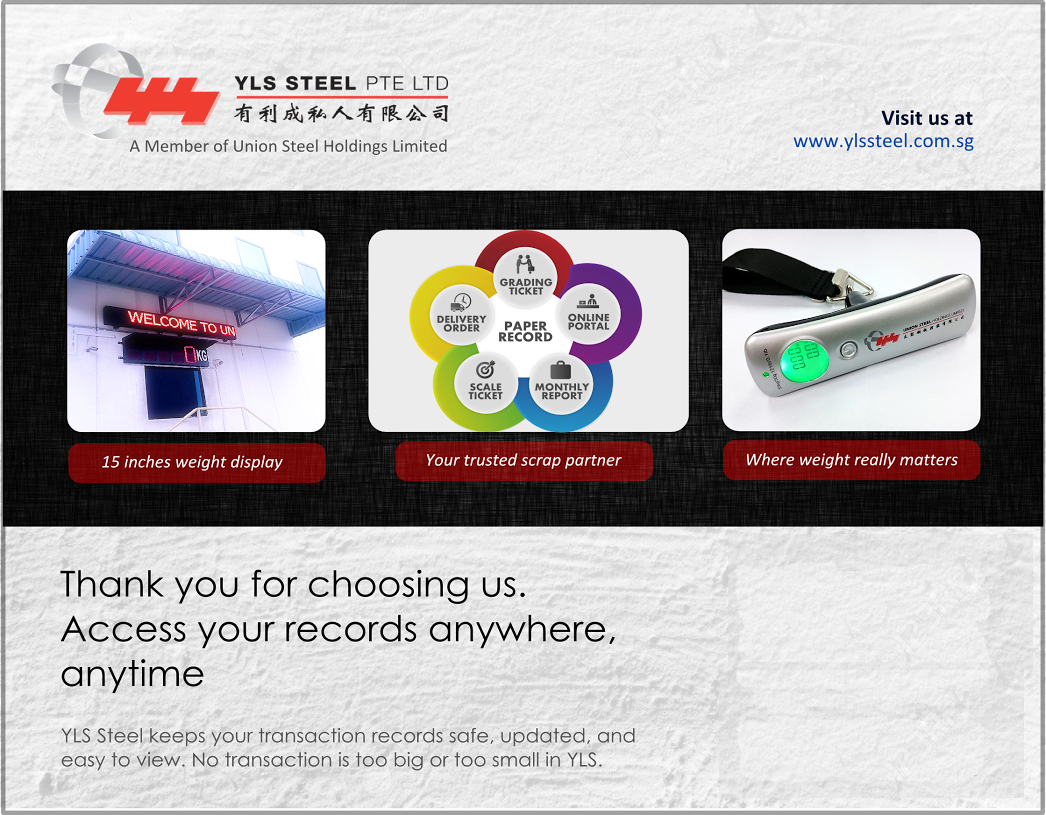 YLS STEEL PTE LTD
有利成私人有限公司
A Member of Union Steel Holdings Limited
Visit us at
www.ylssteel.com.sg
WELCOME TO UN
KG
GRADING
TICKET
DELIVERY
ORDER
ONLINE
PORTAL
PAPER
RECORD
SCALE
TICKET
MONTHLY
REPORT
UNION STEEL HOLDINGS LIMITED
15 inches weight display
Your trusted scrap partner
Where weight really matters
Thank you for choosing us.
Access your records anywhere,
anytime
YLS Steel keeps your transaction records safe, updated, and
easy to view. No transaction is too big or too small in YLS.